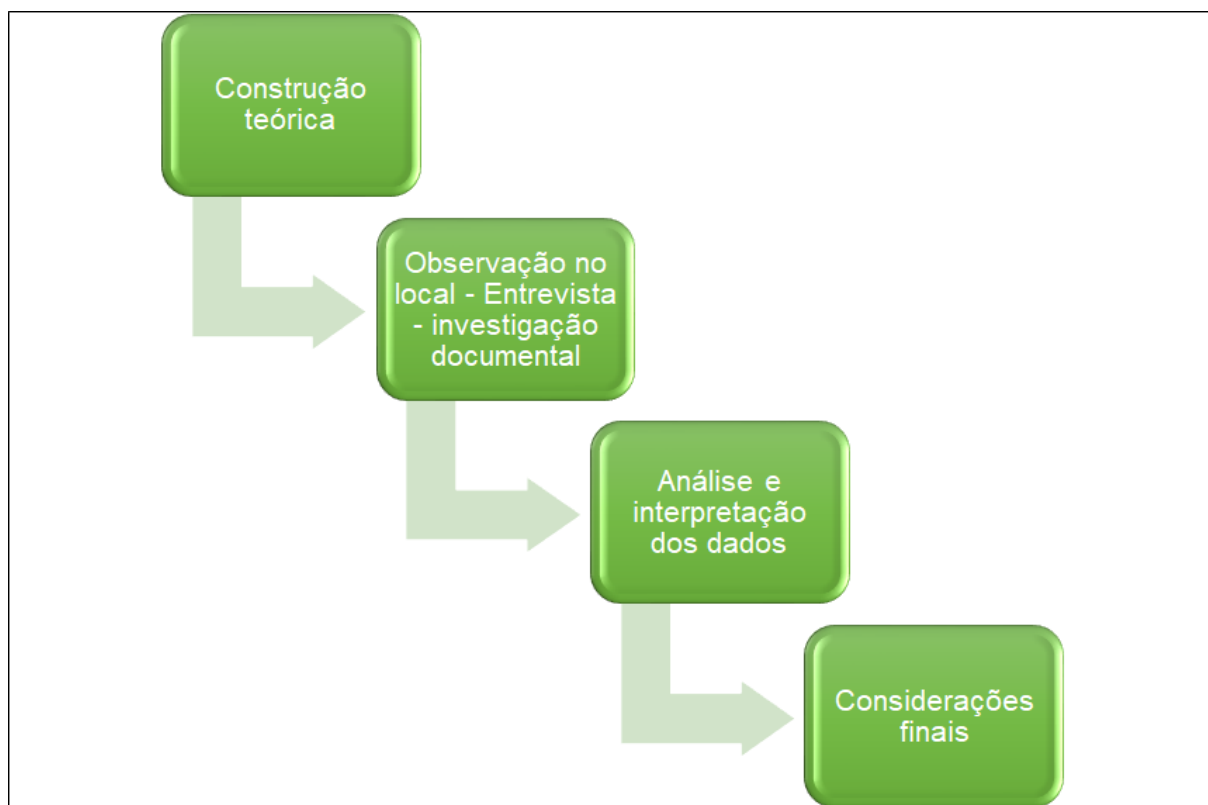 Construção
teórica
Observação no
local - Entrevista
- investigação
documental
Análise e
interpretação
dos dados
Considerações
finais